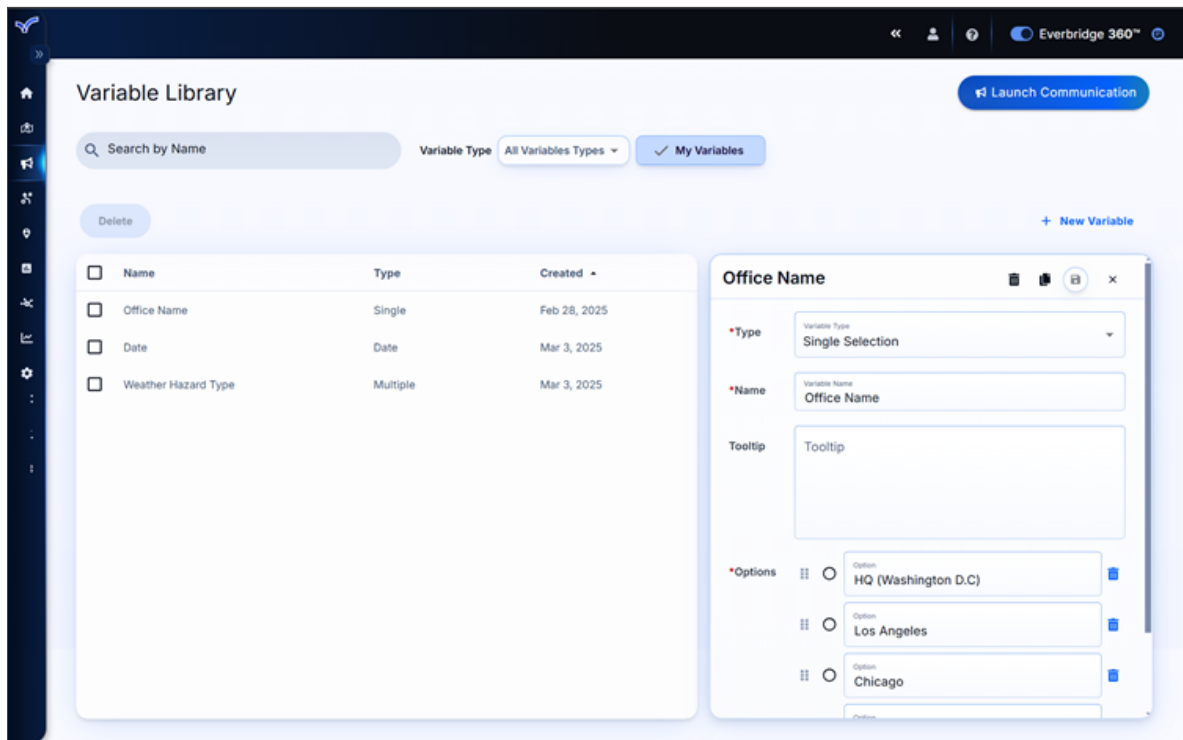 Everbridge 360™
Variable Library
Launch Communication
Search by Name
Variable Type
All Variables Types
My Variables
Delete
+ New Variable
Name Type Created
Office Name Single Feb 28, 2025
Date Date Mar 3, 2025
Weather Hazard Type Multiple Mar 3, 2025
Office Name
*Type
Variable Type
Single Selection
*Name
Variable Name
Office Name
Tooltip
Tooltip
*Options
Option
HQ (Washington D.C)
Option
Los Angeles
Option
Chicago
Option